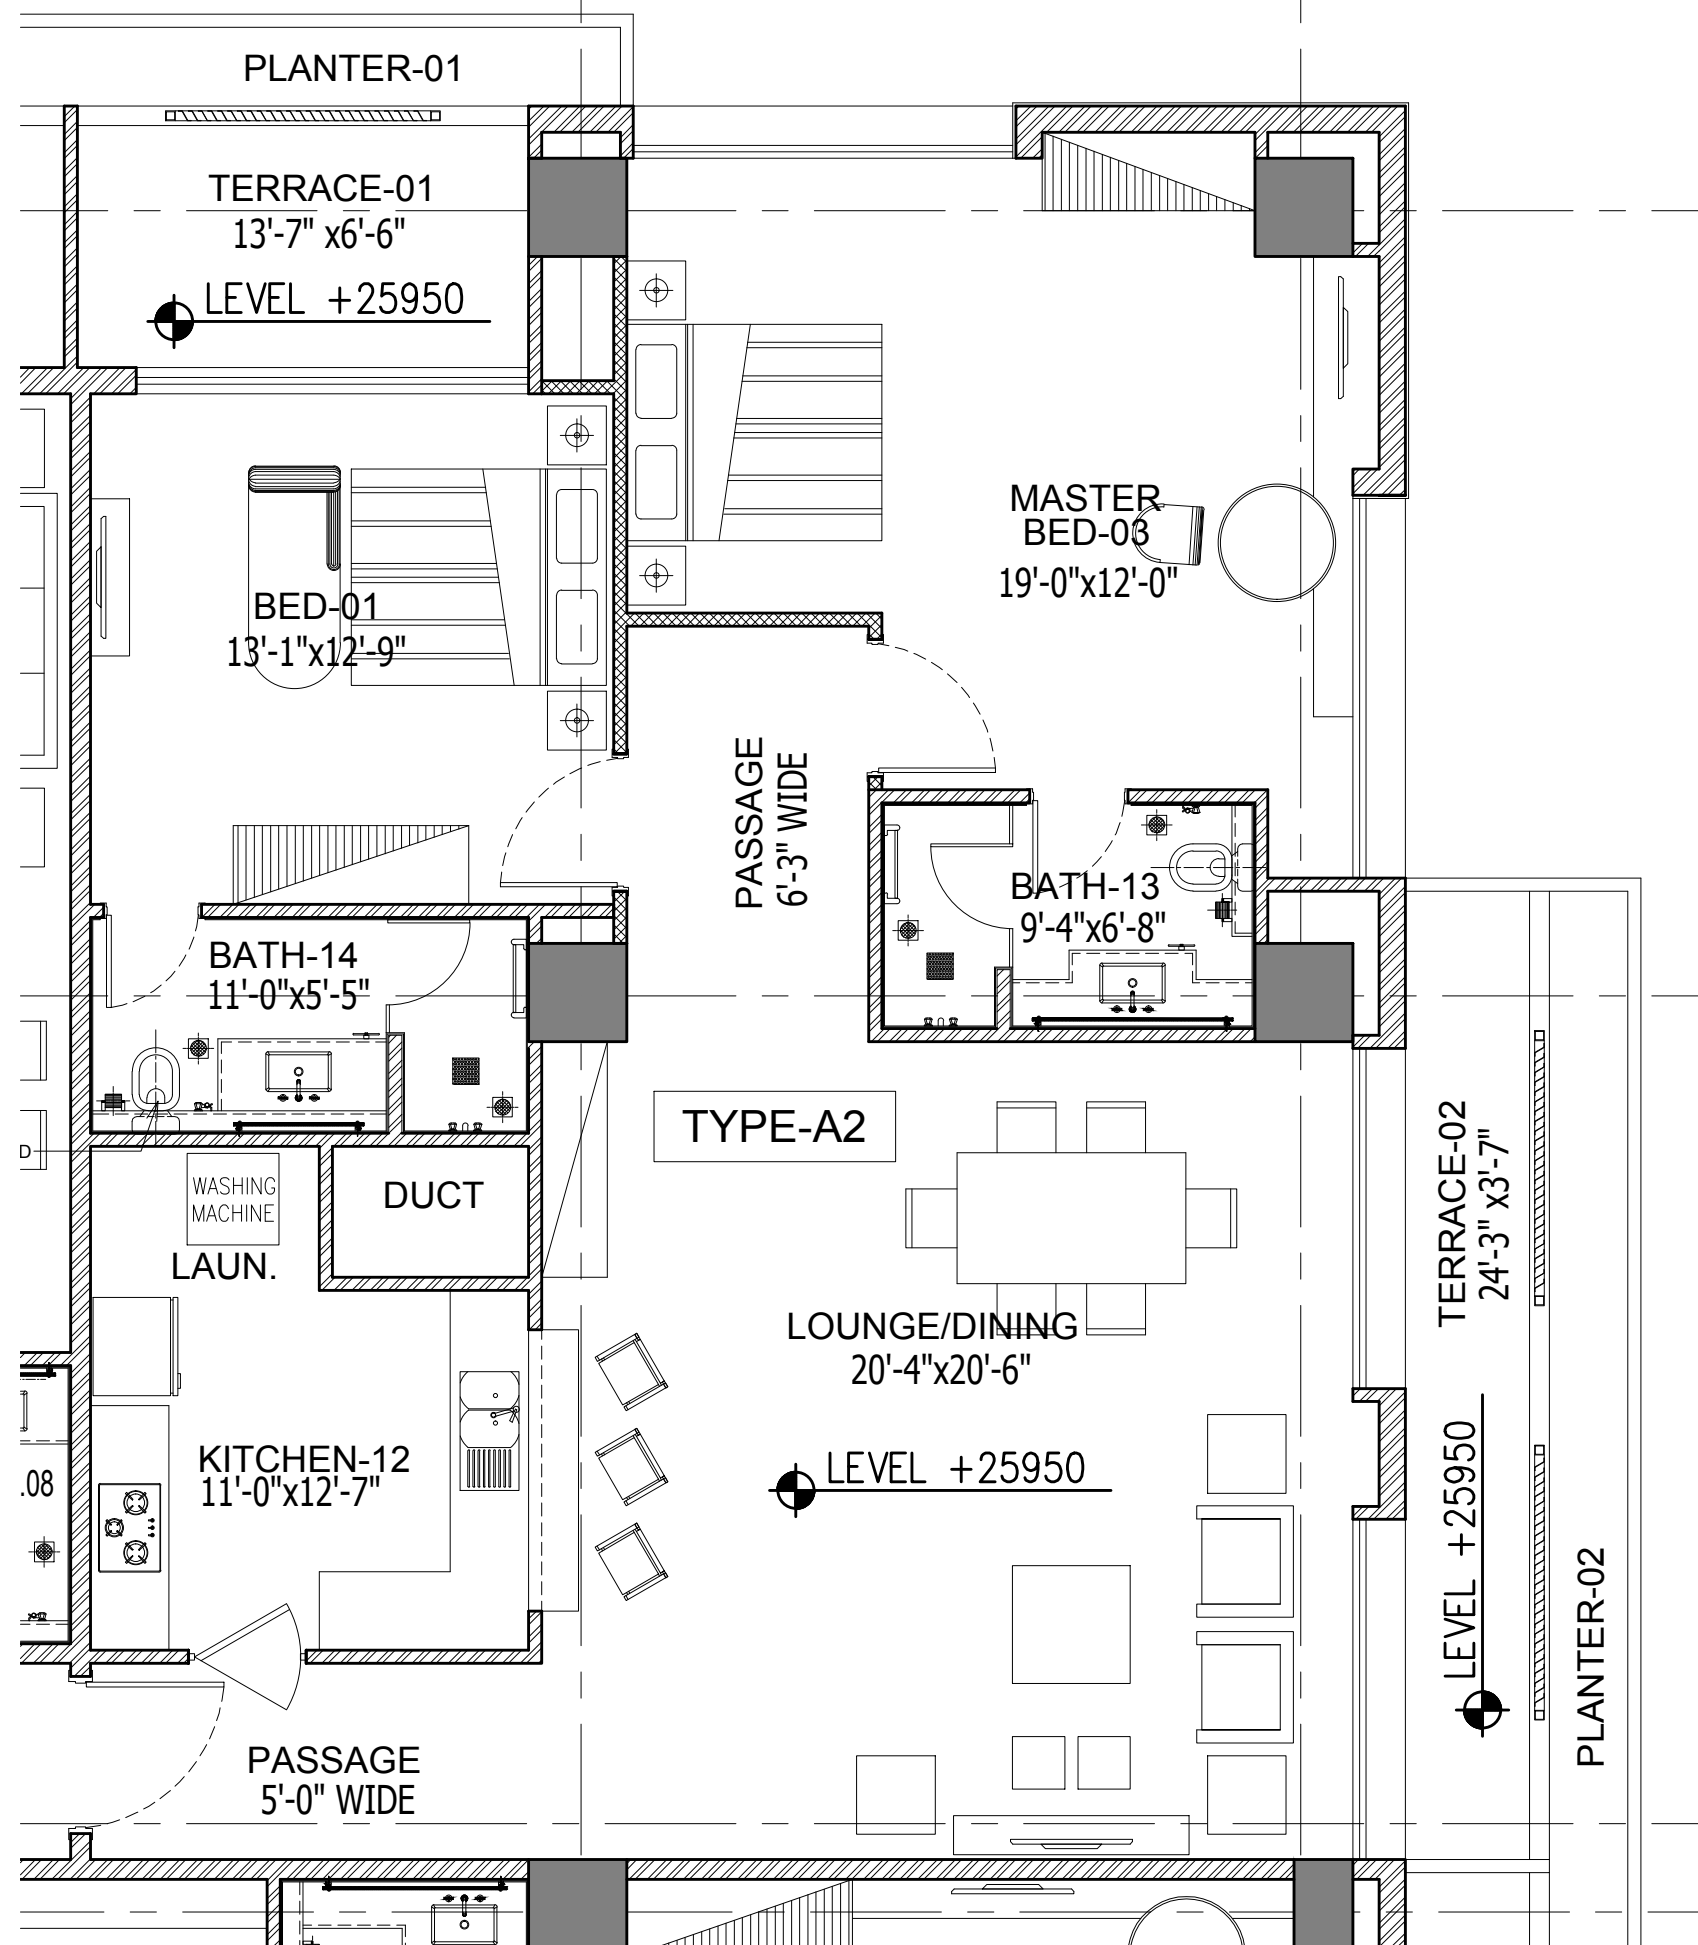 PLANTER-01
TERRACE-01
13'-7" x6'-6"
LEVEL +25950
MASTER
BED-03
19'-0"x12'-0"
BED-01
13'-1"x12'-9"
PASSAGE
6'-3" WIDE
BATH-13
9'-4"x6'-8"
BATH-14
11'-0"x5'-5"
TYPE-A2
D
WASHING
MACHINE
DUCT
LAUN.
TERRACE-02
24'-3" x3'-7"
LOUNGE/DINING
20'-4"x20'-6"
KITCHEN-12
11'-0"x12'-7"
.08
LEVEL +25950
LEVEL +25950
PLANTER-02
PASSAGE
5'-0" WIDE